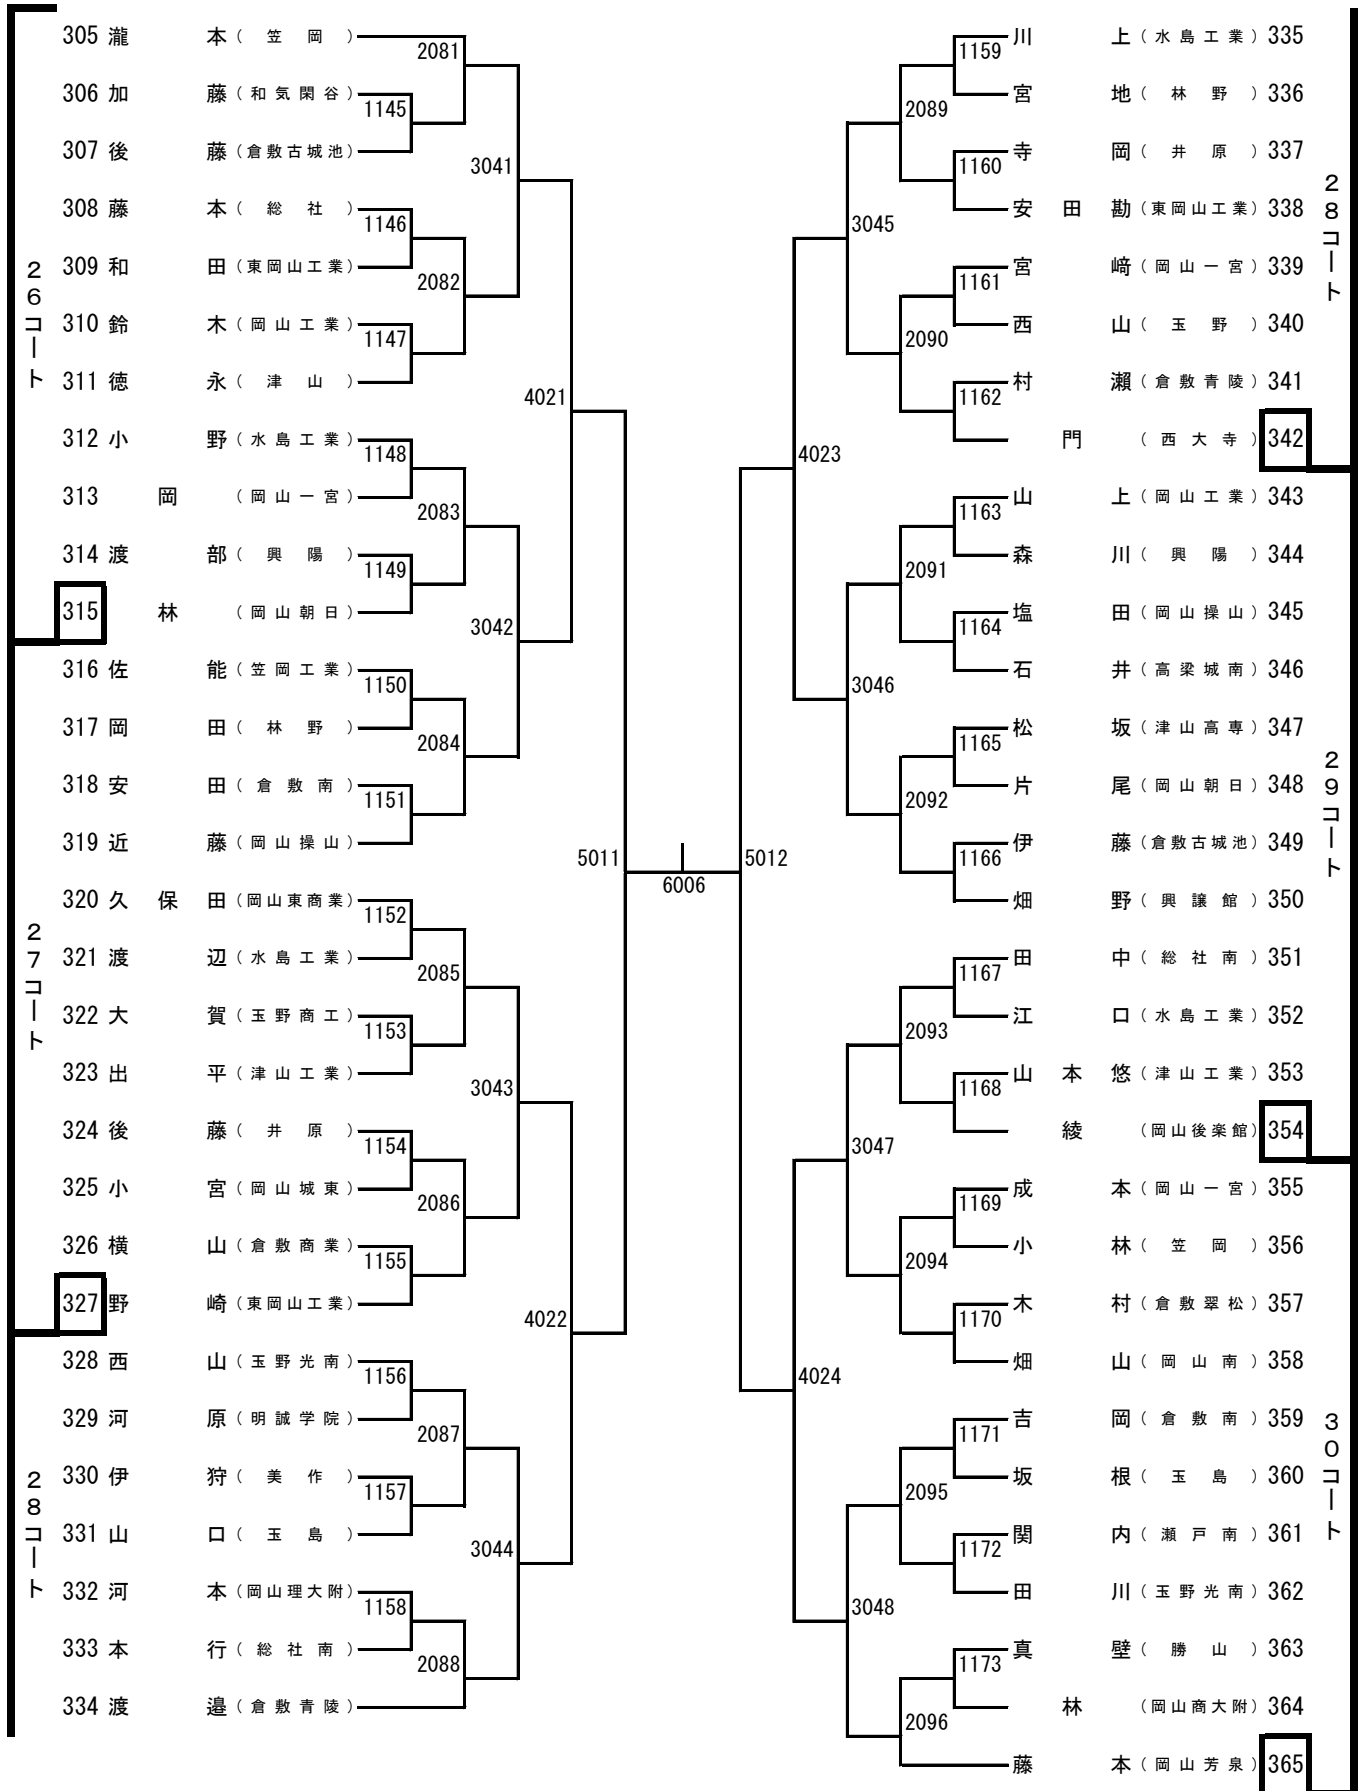 305 瀧本(笠岡)
306 加藤(和気閑谷)
307 後藤(倉敷古城池)
308 藤本(総社)
309 和田(東岡山工業)
310 鈴木(岡山工業)
311 徳永(津山)
312 小野(水島工業)
313 岡(岡山一宮)
314 渡部(興陽)
315 林(岡山朝日)
316 佐能(笠岡工業)
317 岡田(林野)
318 安田(倉敷南)
319 近藤(岡山操山)
320 久保田(岡山東商業)
321 渡辺(水島工業)
322 大賀(玉野商工)
323 出平(津山工業)
324 後藤(井原)
325 小宮(岡山城東)
326 横山(倉敷商業)
327 野崎(東岡山工業)
328 西山(玉野光南)
329 河原(明誠学院)
330 伊狩(美作)
331 山口(玉島)
332 河本(岡山理大附)
333 本行(総社南)
334 渡邉(倉敷青陵)
26コート
27コート
28コート
1145
1146
1147
1148
1149
1150
1151
1152
1153
1154
1155
1156
1157
1158
2081
2082
2083
2084
2085
2086
2087
2088
3041
3042
3043
3044
4021
4022
5011
6006
5012
4023
4024
3045
3046
3047
3048
2089
2090
2091
2092
2093
2094
2095
2096
1159
1160
1161
1162
1163
1164
1165
1166
1167
1168
1169
1170
1171
1172
1173
川上(水島工業) 335
宮地(林野) 336
寺岡(井原) 337
安田勘(東岡山工業) 338
宮﨑(岡山一宮) 339
西山(玉野) 340
村瀬(倉敷青陵) 341
門(西大寺) 342
山上(岡山工業) 343
森川(興陽) 344
塩田(岡山操山) 345
石井(高梁城南) 346
松坂(津山高専) 347
片尾(岡山朝日) 348
伊藤(倉敷古城池) 349
畑野(興譲館) 350
田中(総社南) 351
江口(水島工業) 352
山本悠(津山工業) 353
綾(岡山後楽館) 354
成本(岡山一宮) 355
小林(笠岡) 356
木村(倉敷翠松) 357
畑山(岡山南) 358
吉岡(倉敷南) 359
坂根(玉島) 360
関内(瀬戸南) 361
田川(玉野光南) 362
真壁(勝山) 363
林(岡山商大附) 364
藤本(岡山芳泉) 365
28コート
29コート
30コート